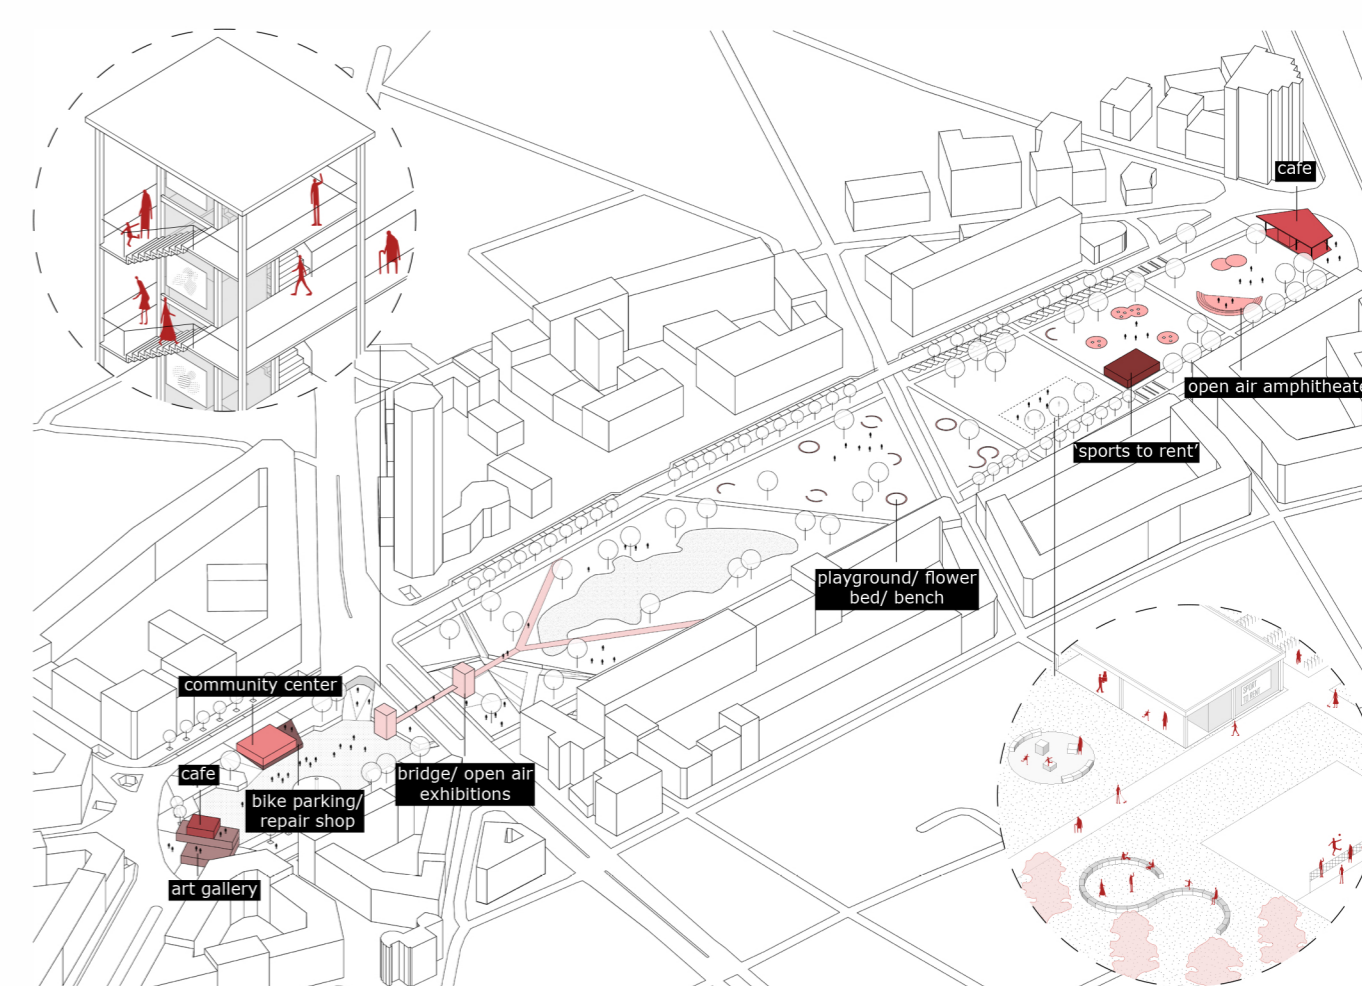 cafe
open air amphitheate
'sports to rent'
playground/ flower
bed/ bench
community center
cafe
bike parking/
repair shop
bridge/ open air
exhibitions
art gallery
SPORT